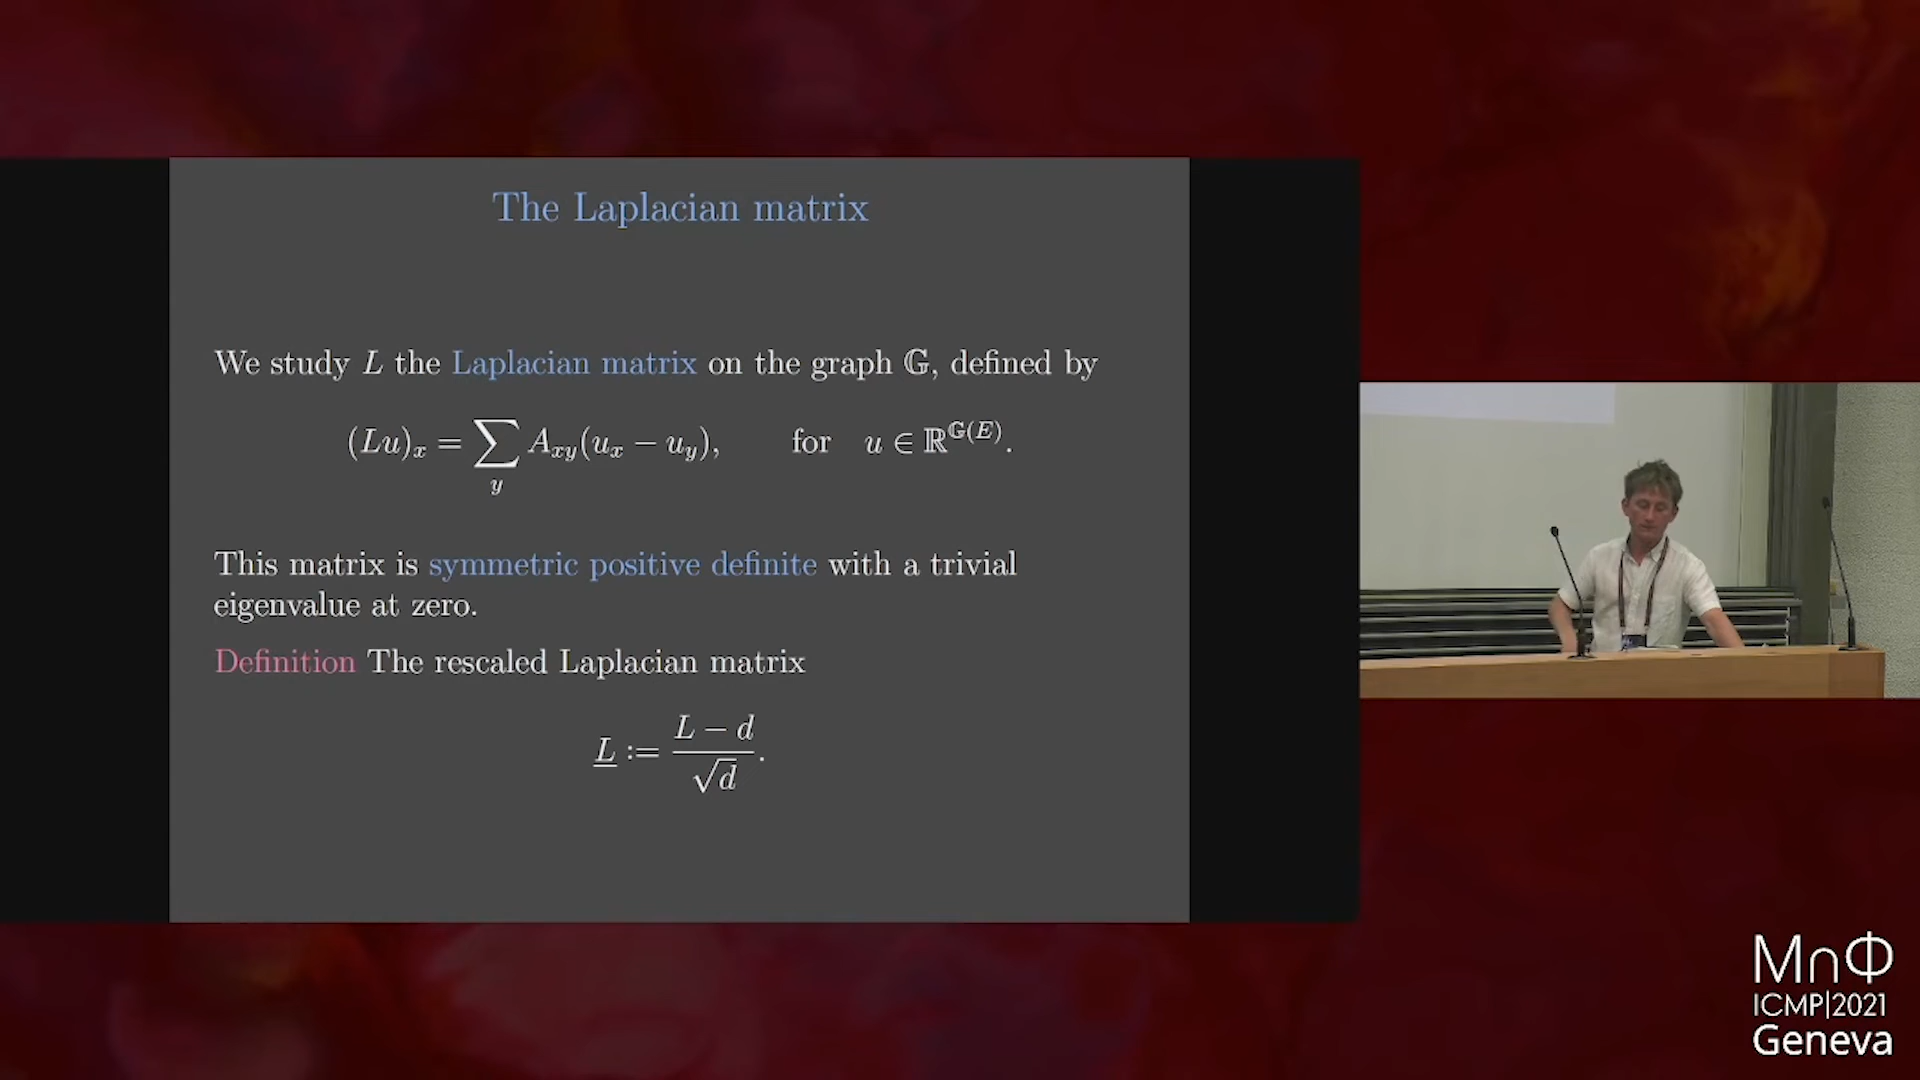 The Laplacian matrix
We study L the Laplacian matrix on the graph 𝔾, defined by
(Lu)ₓ = ∑_y A_{xy}(u_x − u_y), for u ∈ ℝ^{𝔾(E)}.
This matrix is symmetric positive definite with a trivial
eigenvalue at zero.
Definition The rescaled Laplacian matrix
L̲ := (L − d)/√d.
M∩Φ
ICMP|2021
Geneva